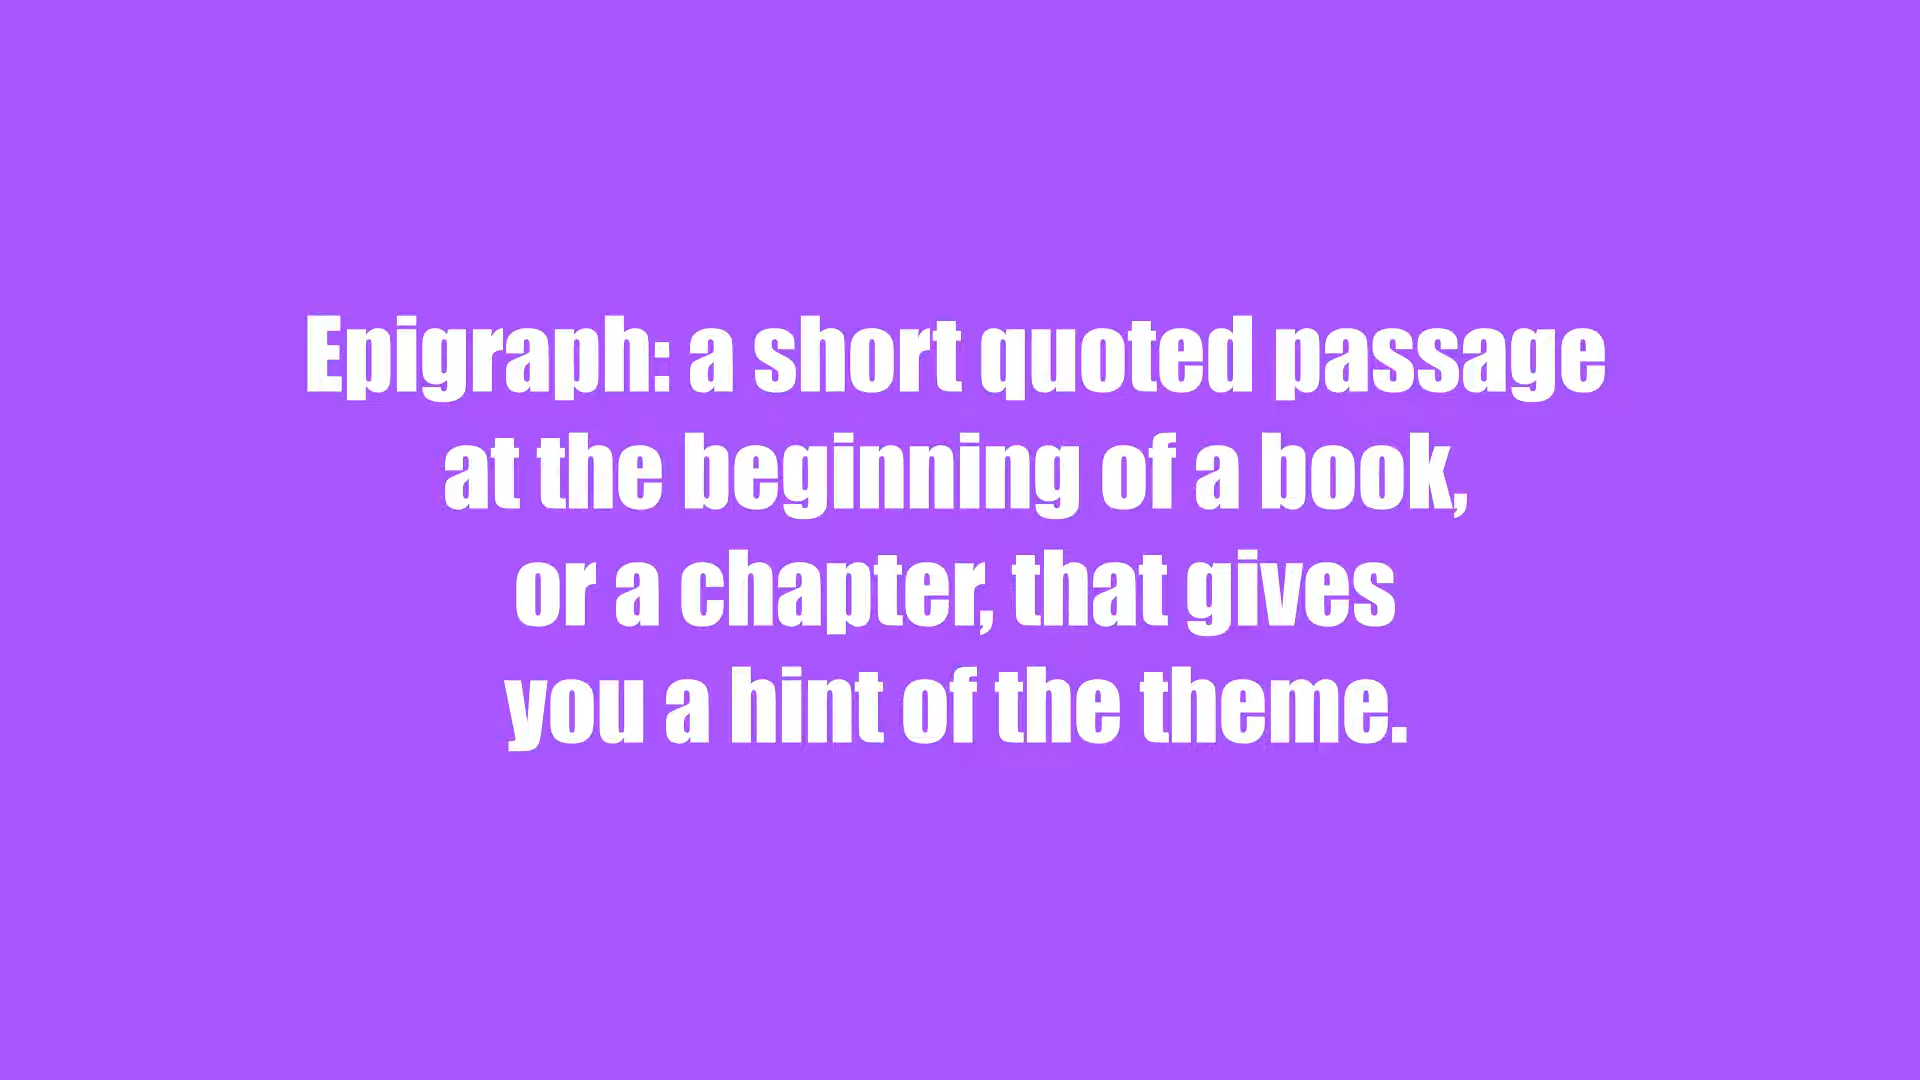 Epigraph: a short quoted passage
at the beginning of a book,
or a chapter, that gives
you a hint of the theme.